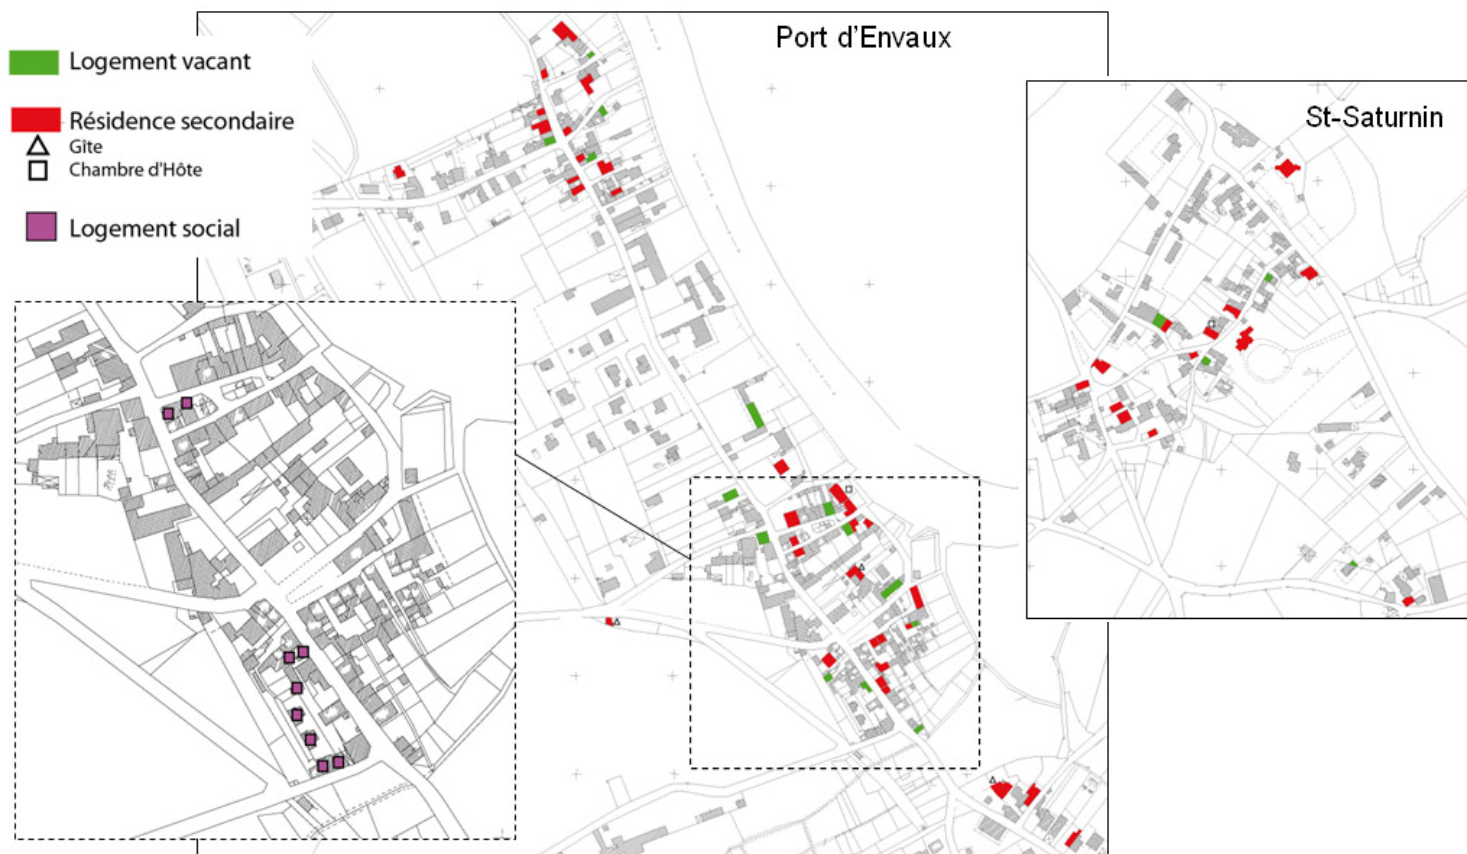 Port d'Envaux
Logement vacant
Résidence secondaire
Gîte
Chambre d'Hôte
Logement social
St-Saturnin